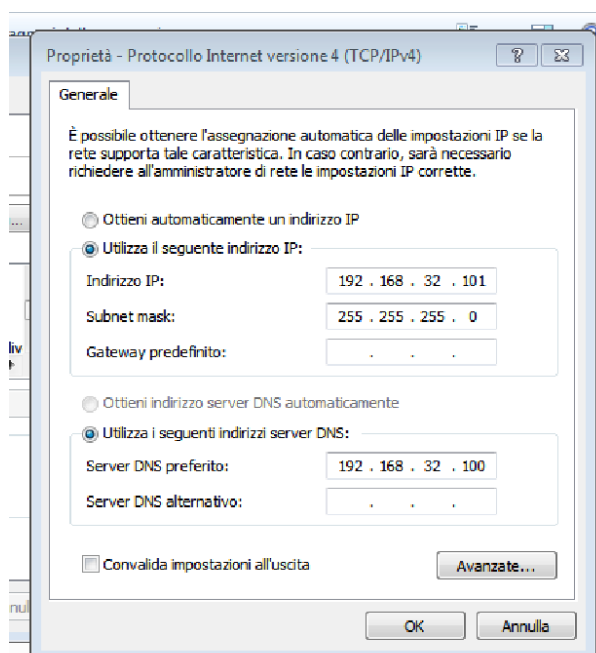 Proprietà - Protocollo Internet versione 4 (TCP/IPv4)
Generale
È possibile ottenere l'assegnazione automatica delle impostazioni IP se la
rete supporta tale caratteristica. In caso contrario, sarà necessario
richiedere all'amministratore di rete le impostazioni IP corrette.
Ottieni automaticamente un indirizzo IP
Utilizza il seguente indirizzo IP:
Indirizzo IP: 192 . 168 . 32 . 101
Subnet mask: 255 . 255 . 255 . 0
Gateway predefinito: . . .
Ottieni indirizzo server DNS automaticamente
Utilizza i seguenti indirizzi server DNS:
Server DNS preferito: 192 . 168 . 32 . 100
Server DNS alternativo: . . .
Convalida impostazioni all'uscita
Avanzate...
OK Annulla